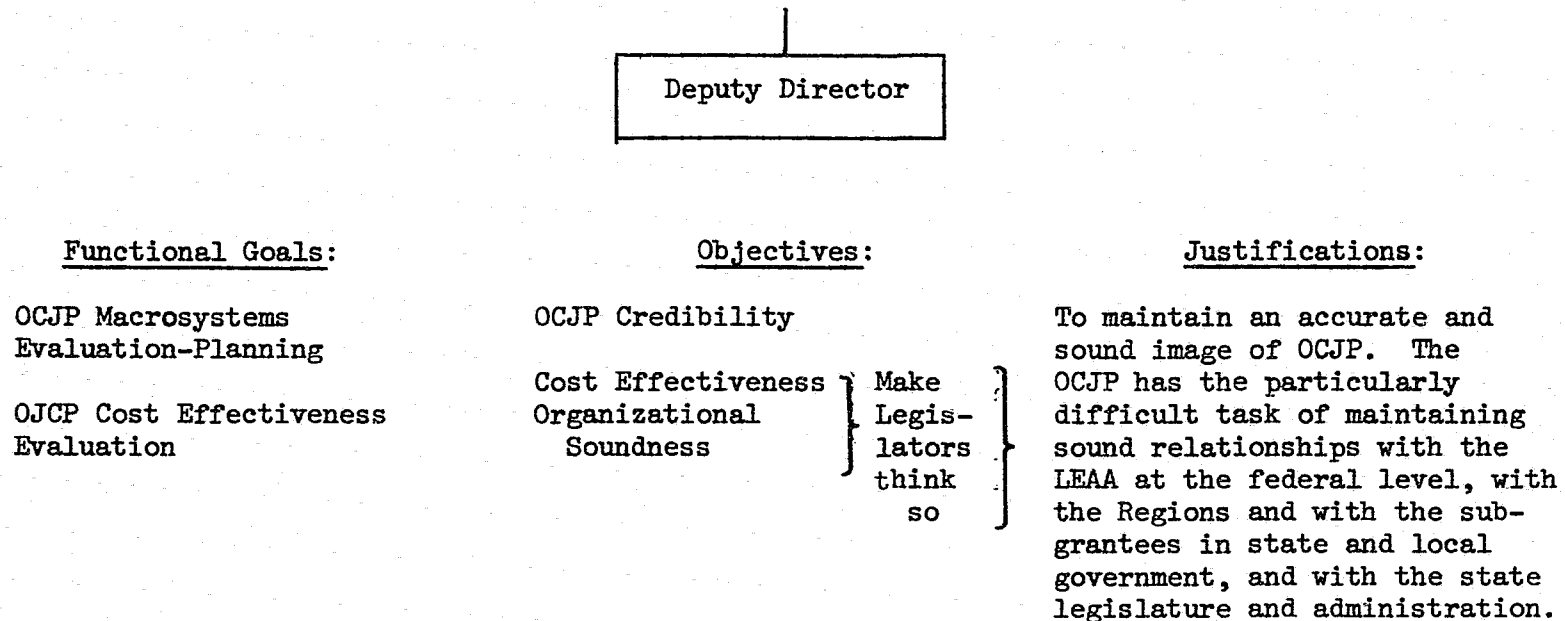 Deputy Director
Functional Goals:
OCJP Macrosystems
Evaluation-Planning
OJCP Cost Effectiveness
Evaluation
Objectives:
OCJP Credibility
Cost Effectiveness
Organizational
Soundness
Make
Legis-
lators
think
so
Justifications:
To maintain an accurate and
sound image of OCJP. The
OCJP has the particularly
difficult task of maintaining
sound relationships with the
LEAA at the federal level, with
the Regions and with the sub-
grantees in state and local
government, and with the state
legislature and administration.